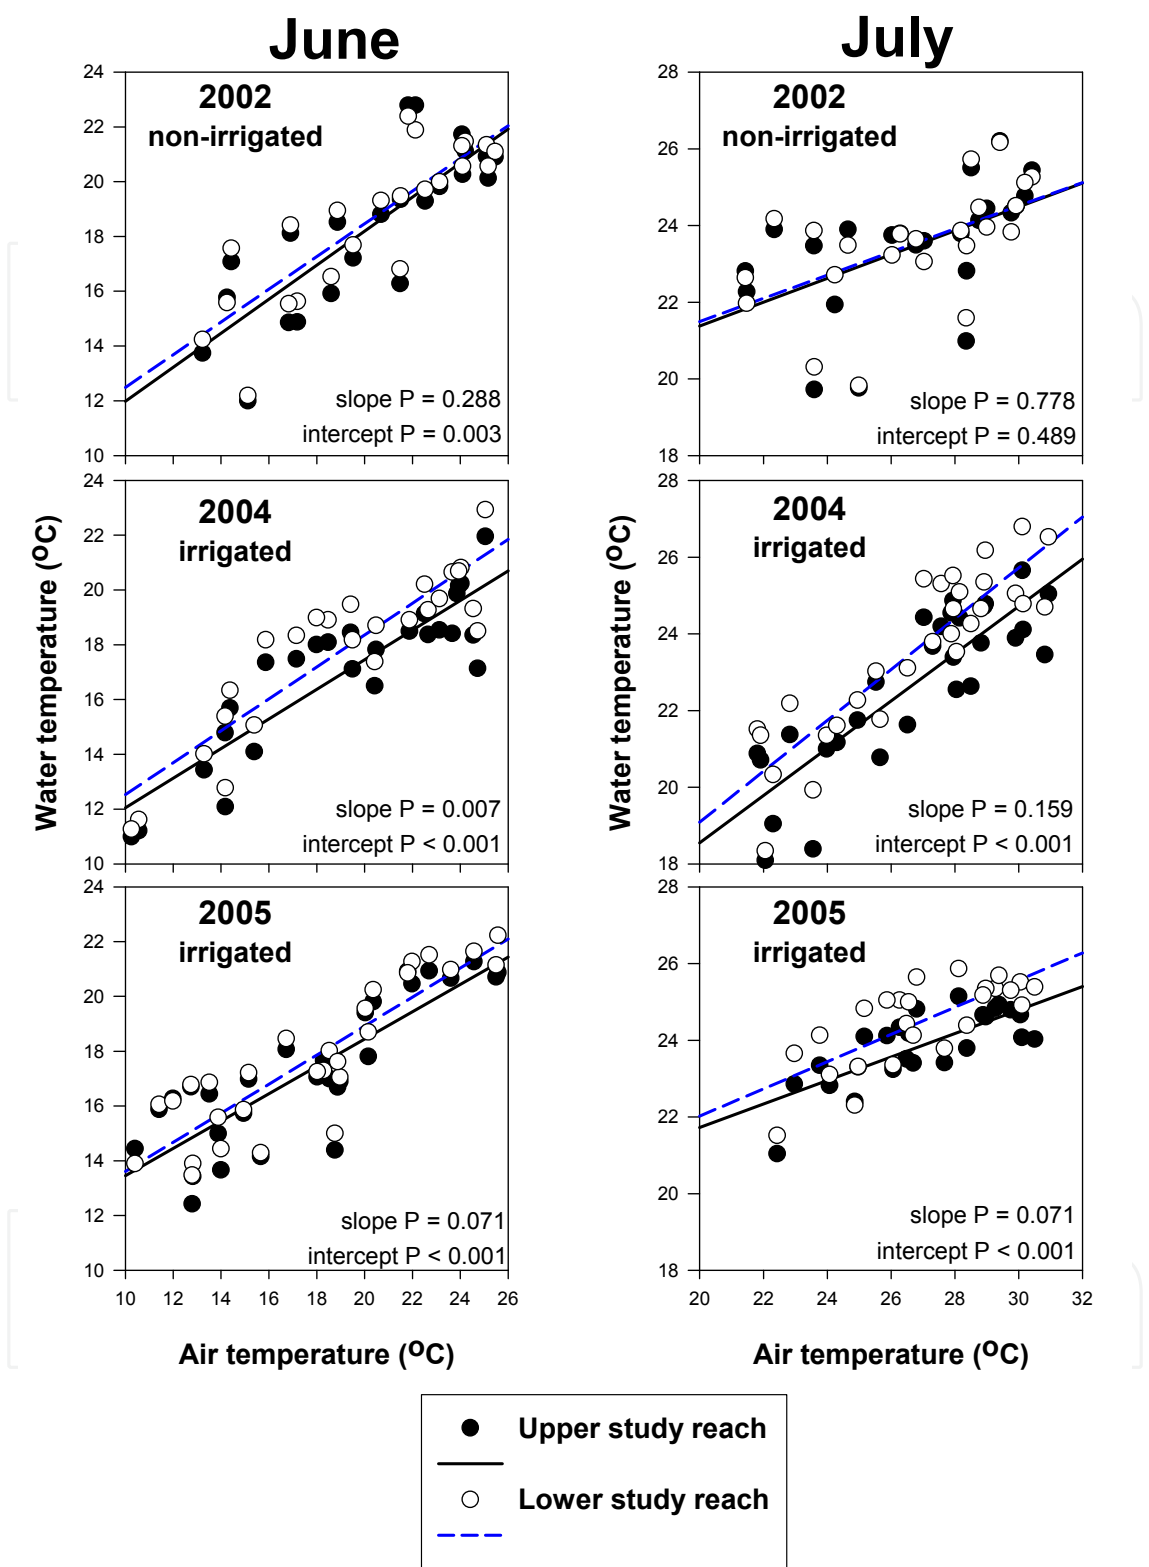 June
July
24
22
20
18
16
14
12
10
2002
non-irrigated
slope P = 0.288
intercept P = 0.003
28
26
24
22
20
18
2002
non-irrigated
slope P = 0.778
intercept P = 0.489
Water temperature (ºC)
24
22
20
18
16
14
12
10
2004
irrigated
slope P = 0.007
intercept P < 0.001
Water temperature (ºC)
28
26
24
22
20
18
2004
irrigated
slope P = 0.159
intercept P < 0.001
24
22
20
18
16
14
12
10
2005
irrigated
slope P = 0.071
intercept P < 0.001
10 12 14 16 18 20 22 24 26
Air temperature (ºC)
28
26
24
22
20
18
2005
irrigated
slope P = 0.071
intercept P < 0.001
20 22 24 26 28 30 32
Air temperature (ºC)
Upper study reach
Lower study reach